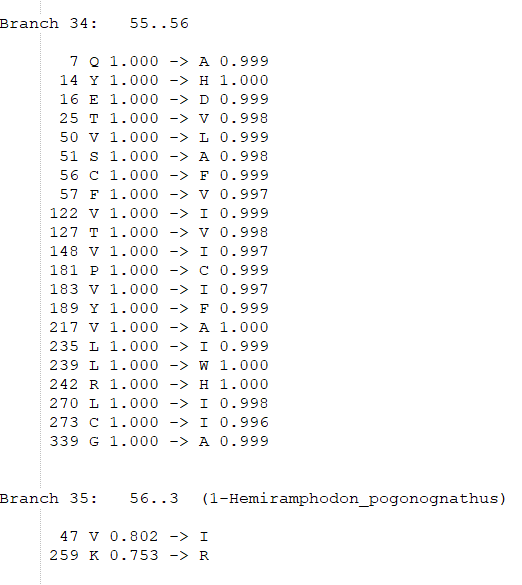 Branch 34:   55..56
7 Q 1.000 -> A 0.999
14 Y 1.000 -> H 1.000
16 E 1.000 -> D 0.999
25 T 1.000 -> V 0.998
50 V 1.000 -> L 0.999
51 S 1.000 -> A 0.998
56 C 1.000 -> F 0.999
57 F 1.000 -> V 0.997
122 V 1.000 -> I 0.999
127 T 1.000 -> V 0.998
148 V 1.000 -> I 0.997
181 P 1.000 -> C 0.999
183 V 1.000 -> I 0.997
189 Y 1.000 -> F 0.999
217 V 1.000 -> A 1.000
235 L 1.000 -> I 0.999
239 L 1.000 -> W 1.000
242 R 1.000 -> H 1.000
270 L 1.000 -> I 0.998
273 C 1.000 -> I 0.996
339 G 1.000 -> A 0.999
Branch 35:   56..3  (1-Hemiramphodon_pogonognathus)
47 V 0.802 -> I
259 K 0.753 -> R